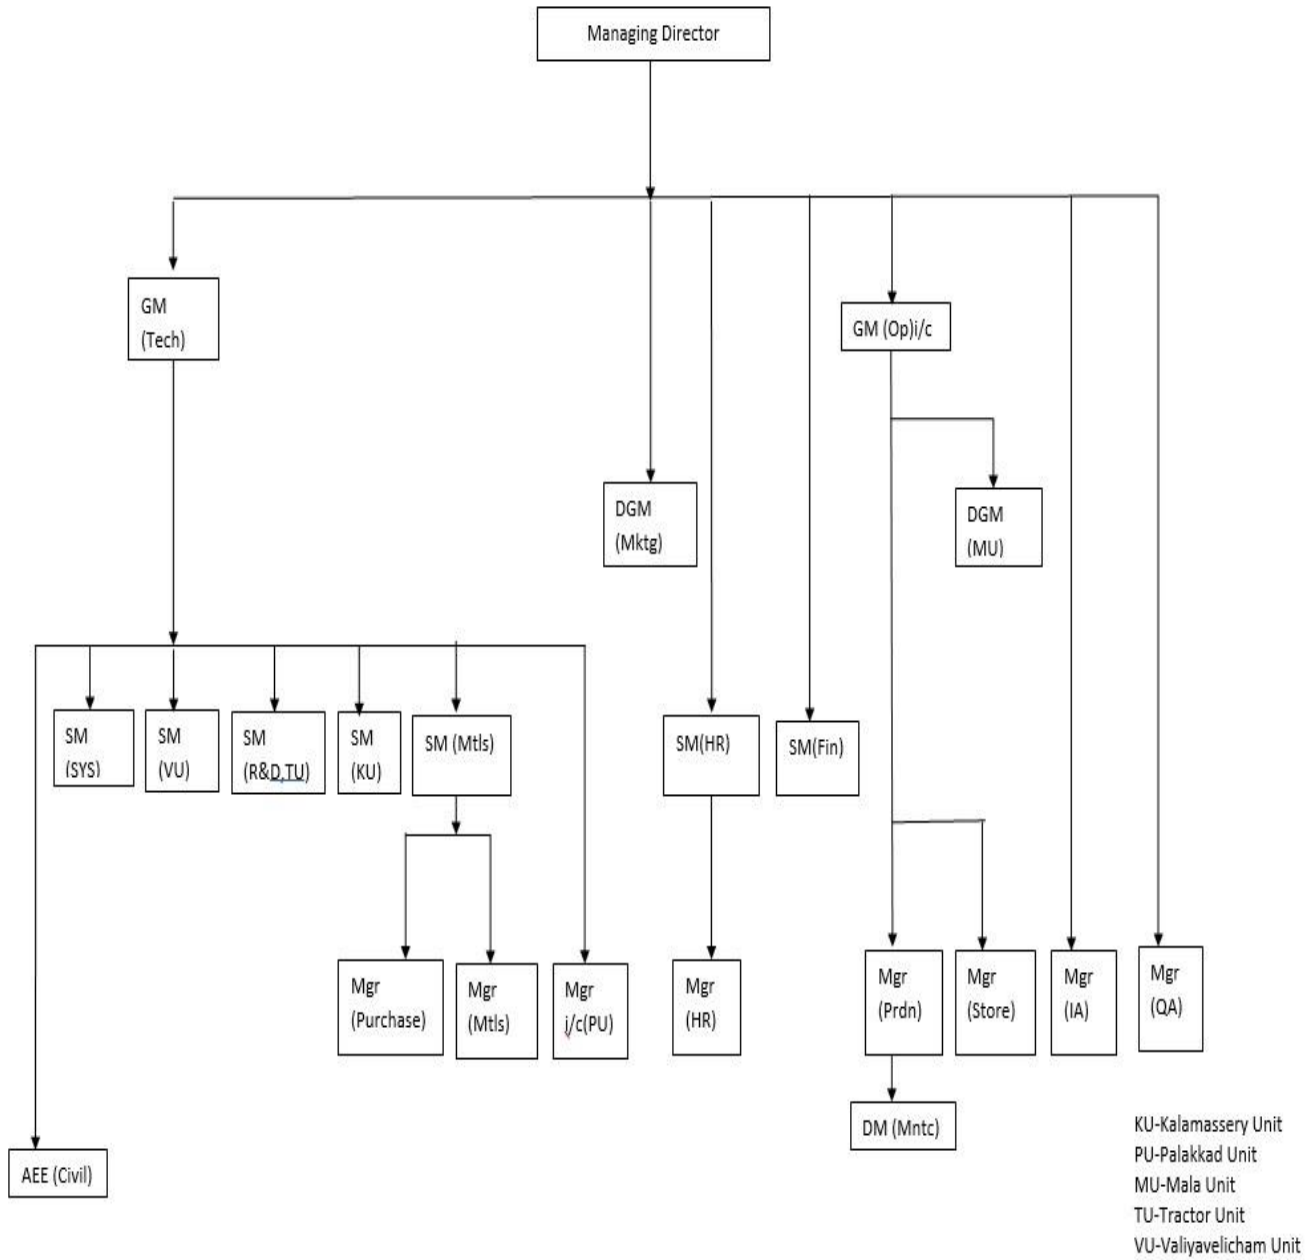 Managing Director
GM
(Tech)
GM (Op)i/c
DGM
(Mktg)
DGM
(MU)
SM
(SYS)
SM
(VU)
SM
(R&D,TU)
SM
(KU)
SM (Mtls)
SM(HR)
SM(Fin)
Mgr
(Purchase)
Mgr
(Mtls)
Mgr
i/c(PU)
Mgr
(HR)
Mgr
(Prdn)
Mgr
(Store)
Mgr
(IA)
Mgr
(QA)
DM (Mntc)
AEE (Civil)
KU-Kalamassery Unit
PU-Palakkad Unit
MU-Mala Unit
TU-Tractor Unit
VU-Valiyavelicham Unit